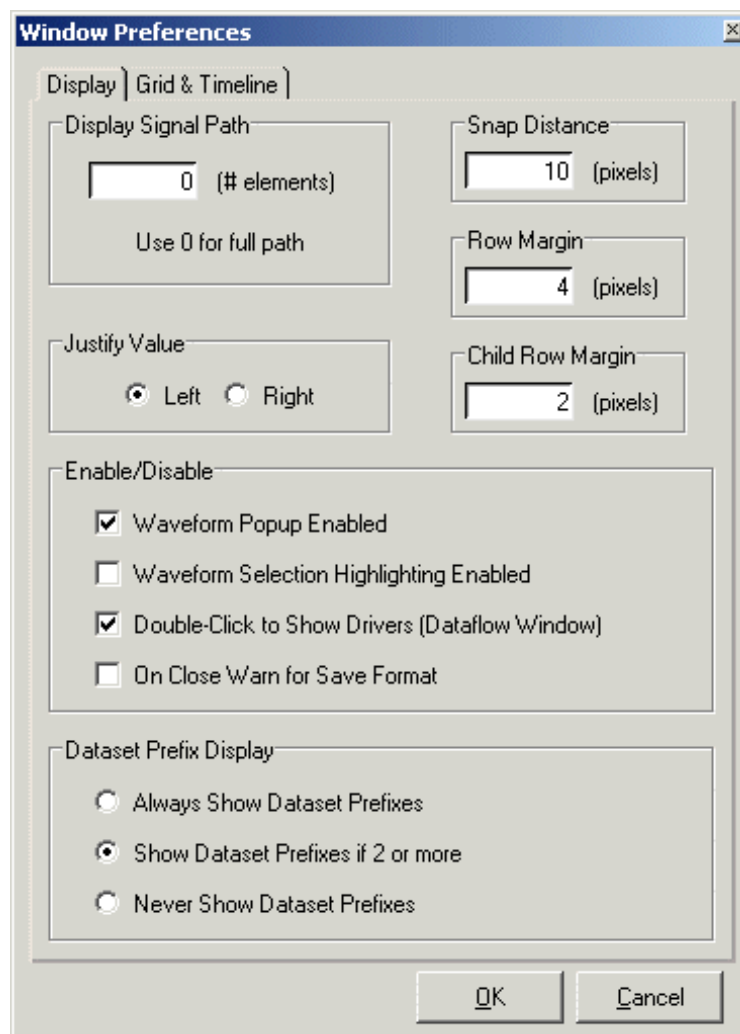 Window Preferences
Display
Grid & Timeline
Display Signal Path
0 (# elements)
Use 0 for full path
Snap Distance
10 (pixels)
Row Margin
4 (pixels)
Justify Value
Left
Right
Child Row Margin
2 (pixels)
Enable/Disable
Waveform Popup Enabled
Waveform Selection Highlighting Enabled
Double-Click to Show Drivers (Dataflow Window)
On Close Warn for Save Format
Dataset Prefix Display
Always Show Dataset Prefixes
Show Dataset Prefixes if 2 or more
Never Show Dataset Prefixes
OK
Cancel